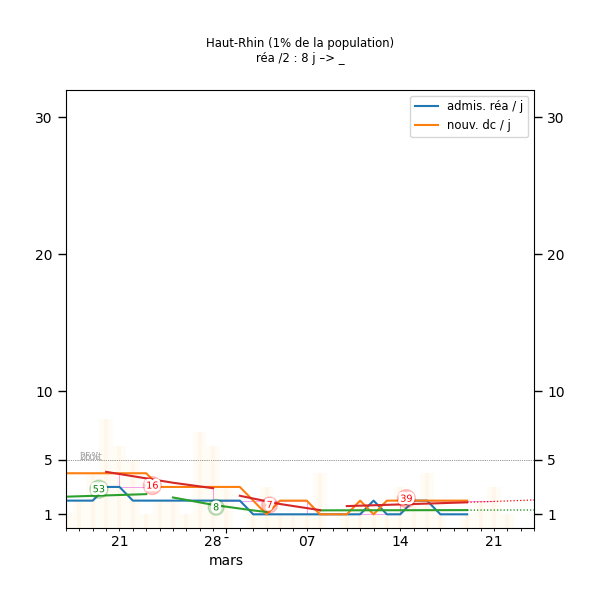 Haut-Rhin (1% de la population)
réa /2 : 8 j –> _
admis. réa / j
nouv. dc / j
30 30
20 20
10 10
5 5
1 1
53
16
8
7
39
21 28 - 07 14 21
mars